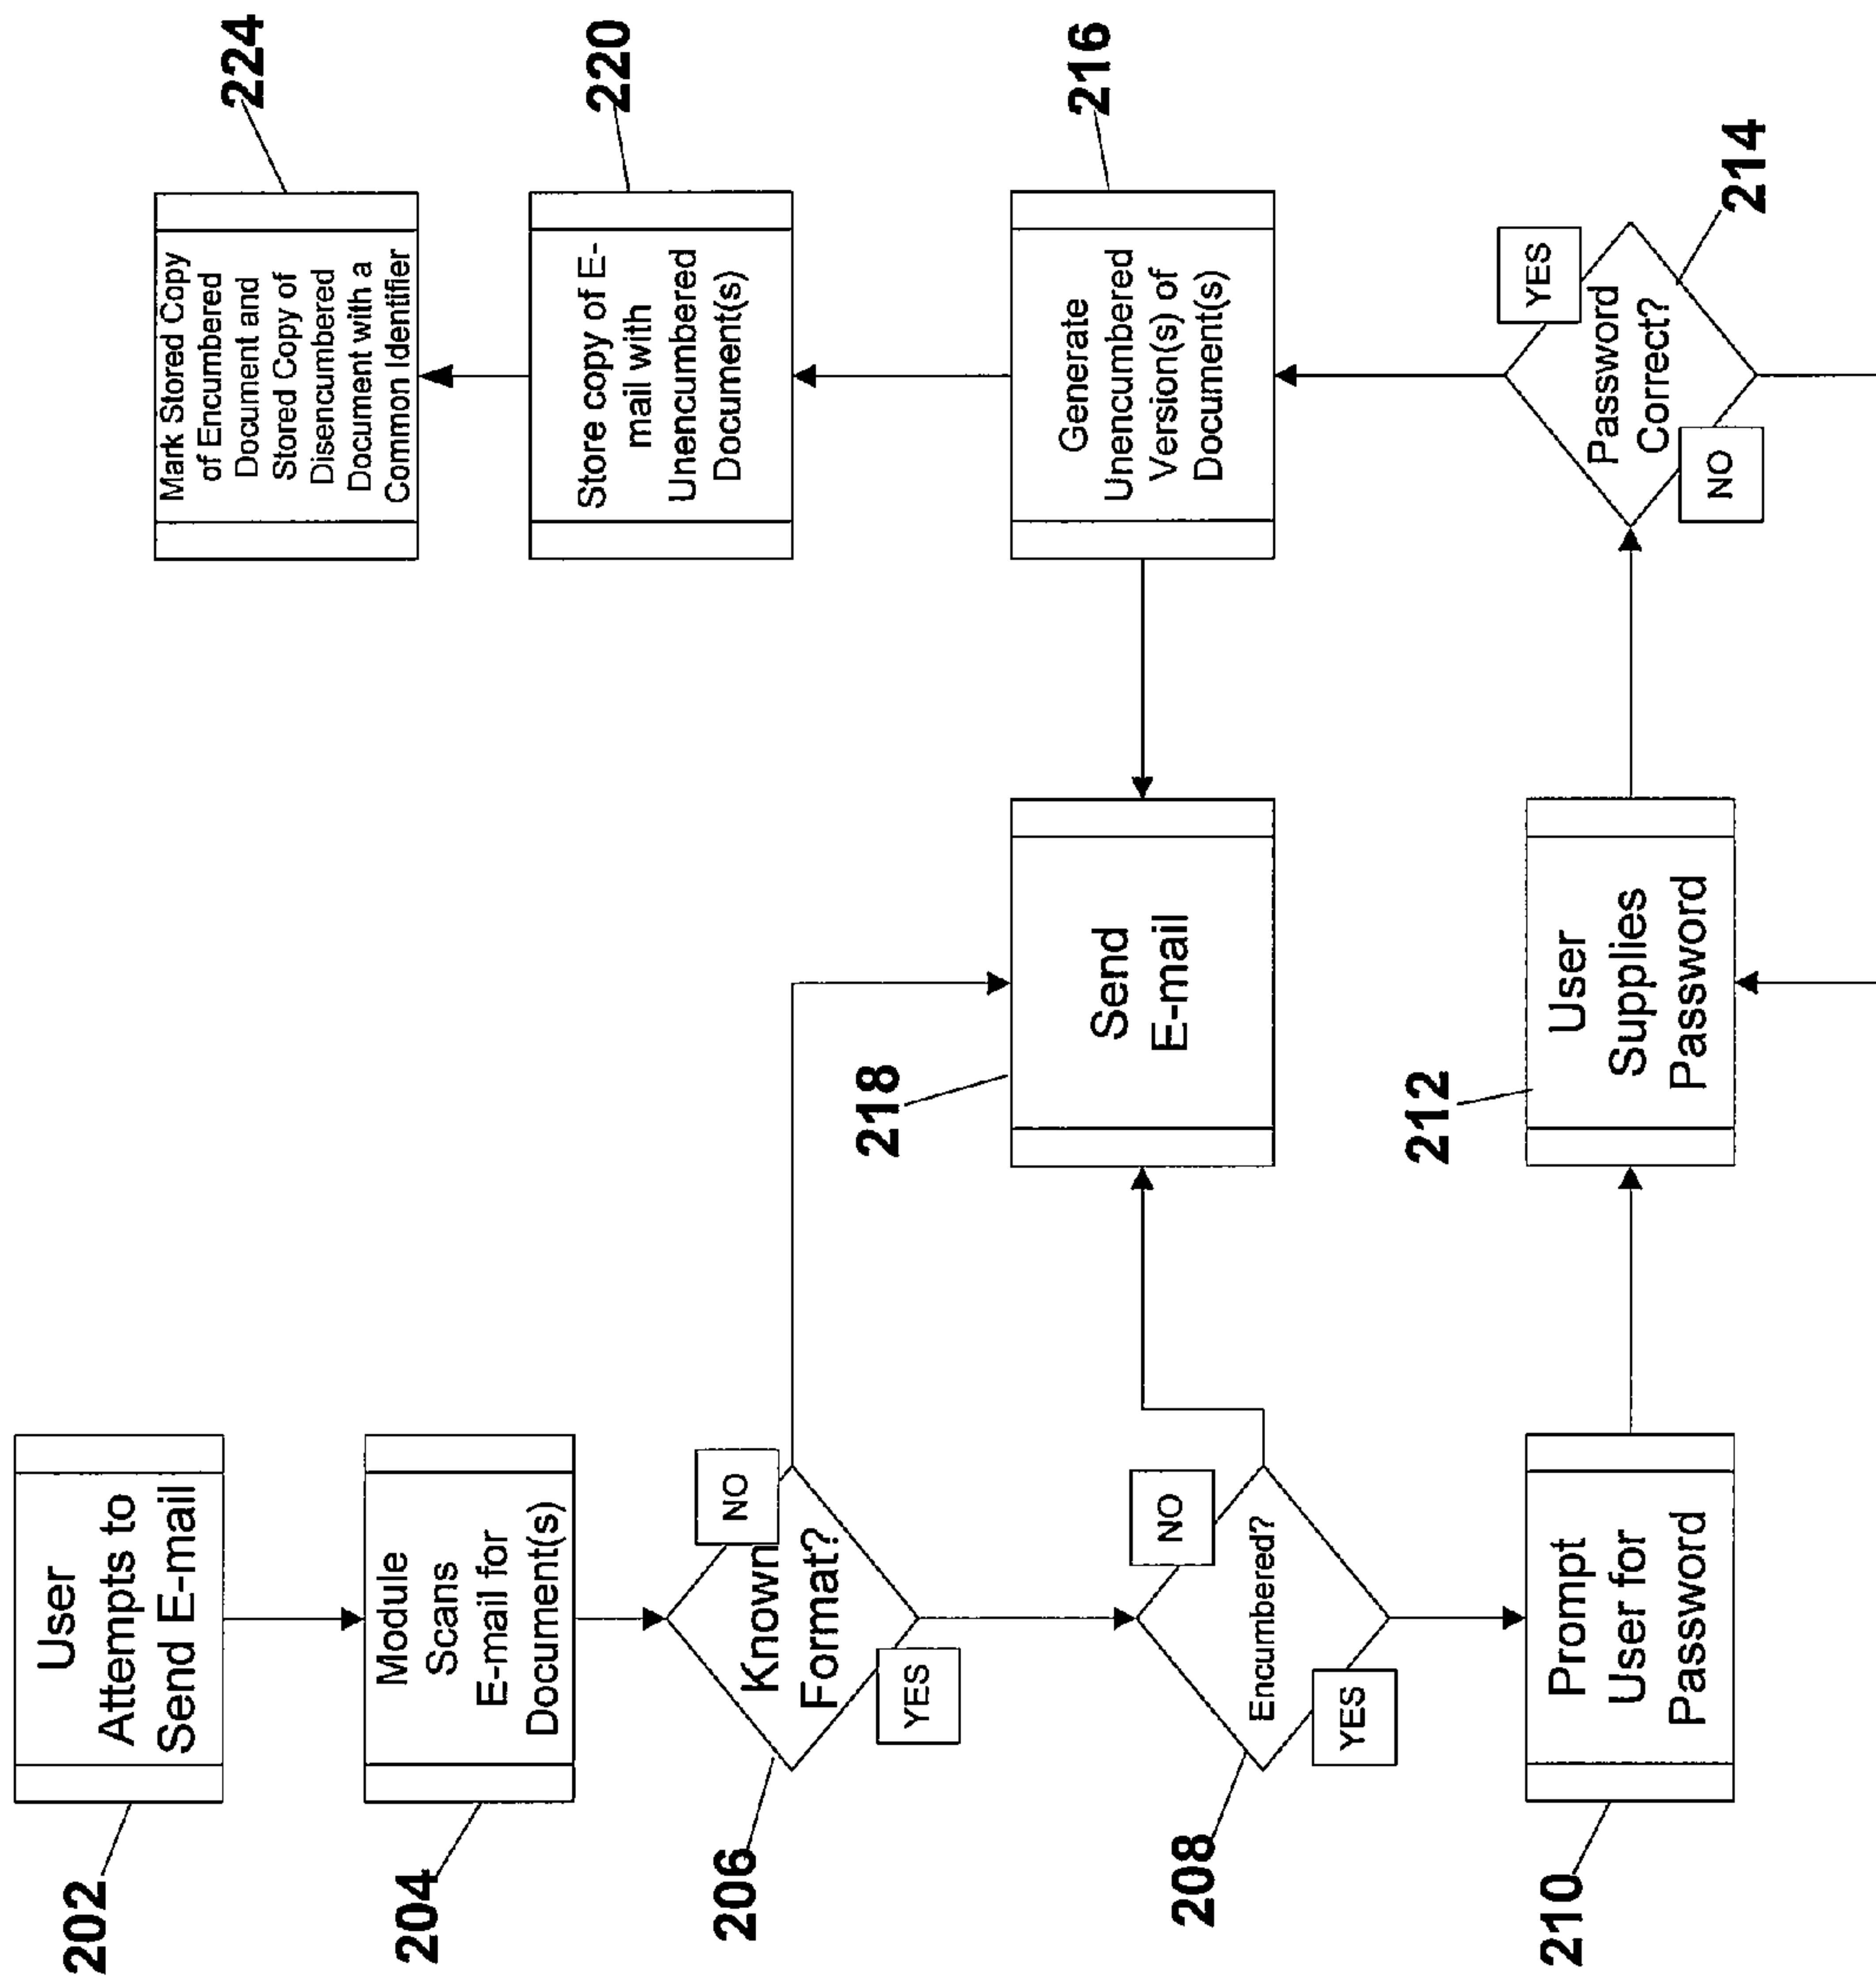 202
User
Attempts to
Send E-mail
204
Module
Scans
E-mail for
Document(s)
206
Known
Format?
NO
YES
208
Encumbered?
NO
YES
210
Prompt
User for
Password
212
User
Supplies
Password
214
Password
Correct?
YES
NO
216
Generate
Unencumbered
Version(s) of
Document(s)
218
Send
E-mail
220
Store copy of E-
mail with
Unencumbered
Document(s)
224
Mark Stored Copy
of Encumbered
Document and
Stored Copy of
Disencumbered
Document with a
Common Identifier